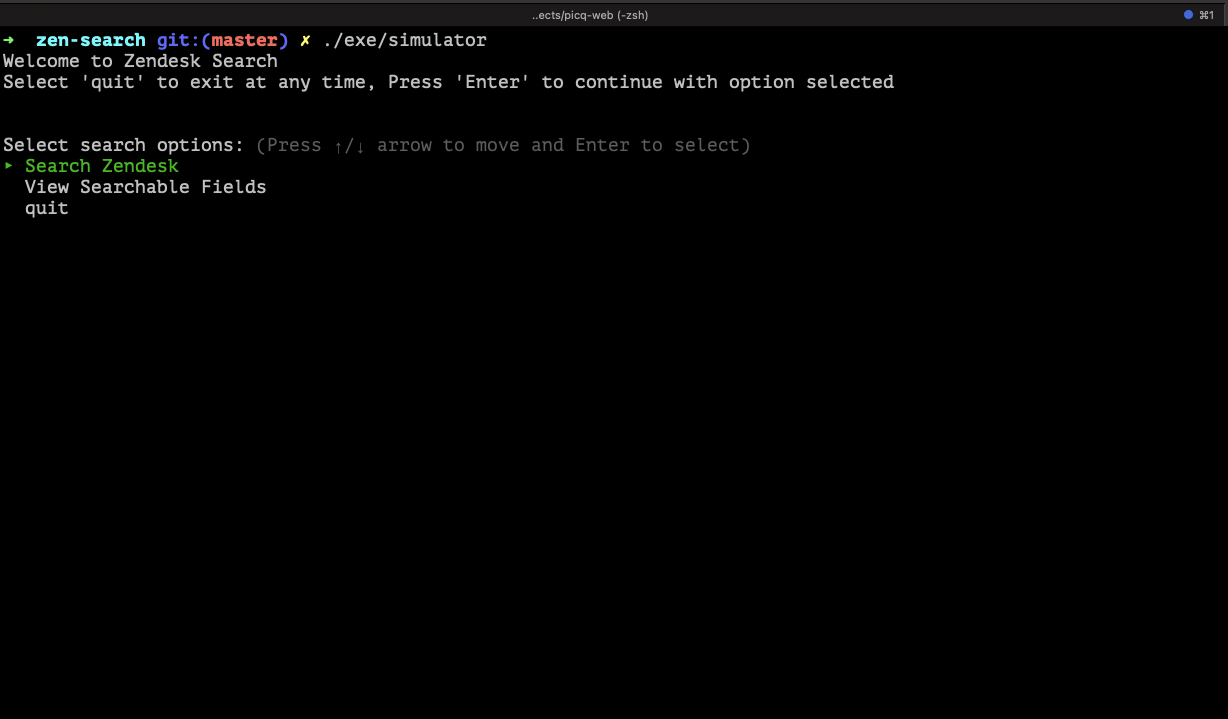 ..ects/picq-web (-zsh)
⌘1
➜ zen-search git:(master) ✗ ./exe/simulator
Welcome to Zendesk Search
Select 'quit' to exit at any time, Press 'Enter' to continue with option selected
Select search options: (Press ↑/↓ arrow to move and Enter to select)
‣ Search Zendesk
View Searchable Fields
quit